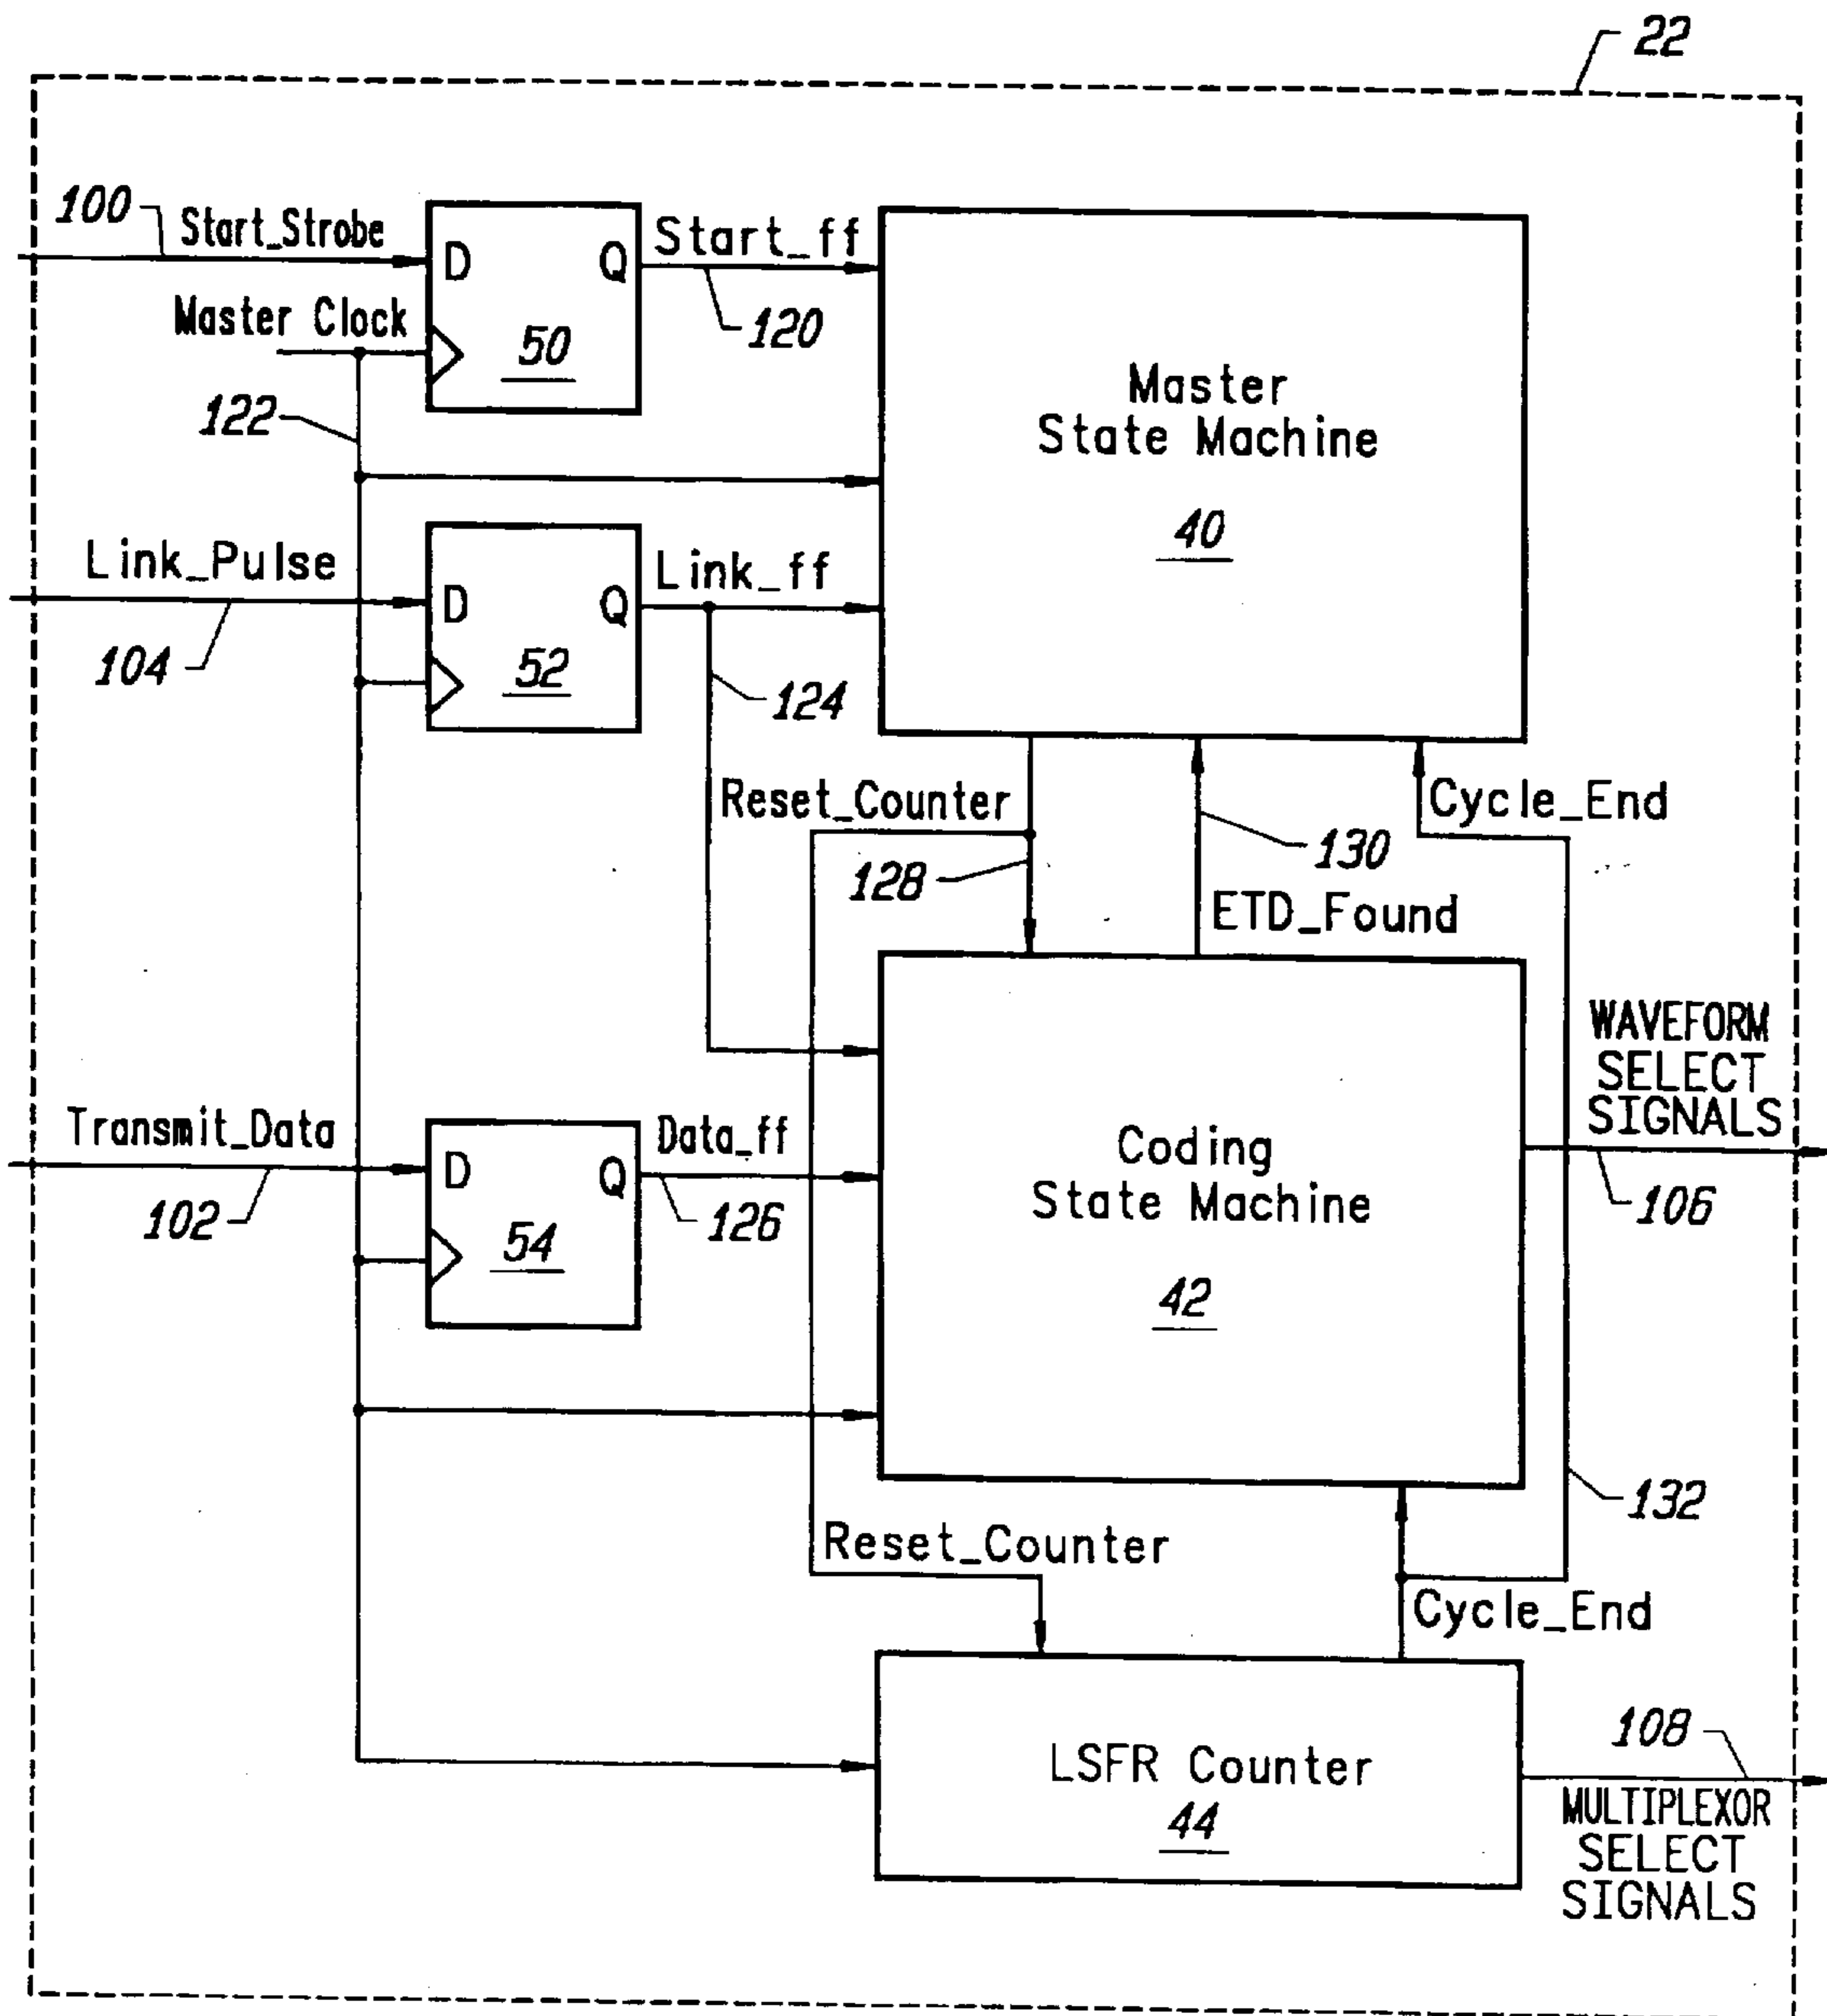 22
100
Start_Strobe
D
Q
Start_ff
120
Master Clock
50
122
Master
State Machine
40
Link_Pulse
104
D
Q
52
Link_ff
124
Reset_Counter
128
130
ETD_Found
Cycle_End
Transmit_Data
102
D
Q
54
Data_ff
126
Coding
State Machine
42
WAVEFORM
SELECT
SIGNALS
106
132
Reset_Counter
Cycle_End
LSFR Counter
44
108
MULTIPLEXOR
SELECT
SIGNALS